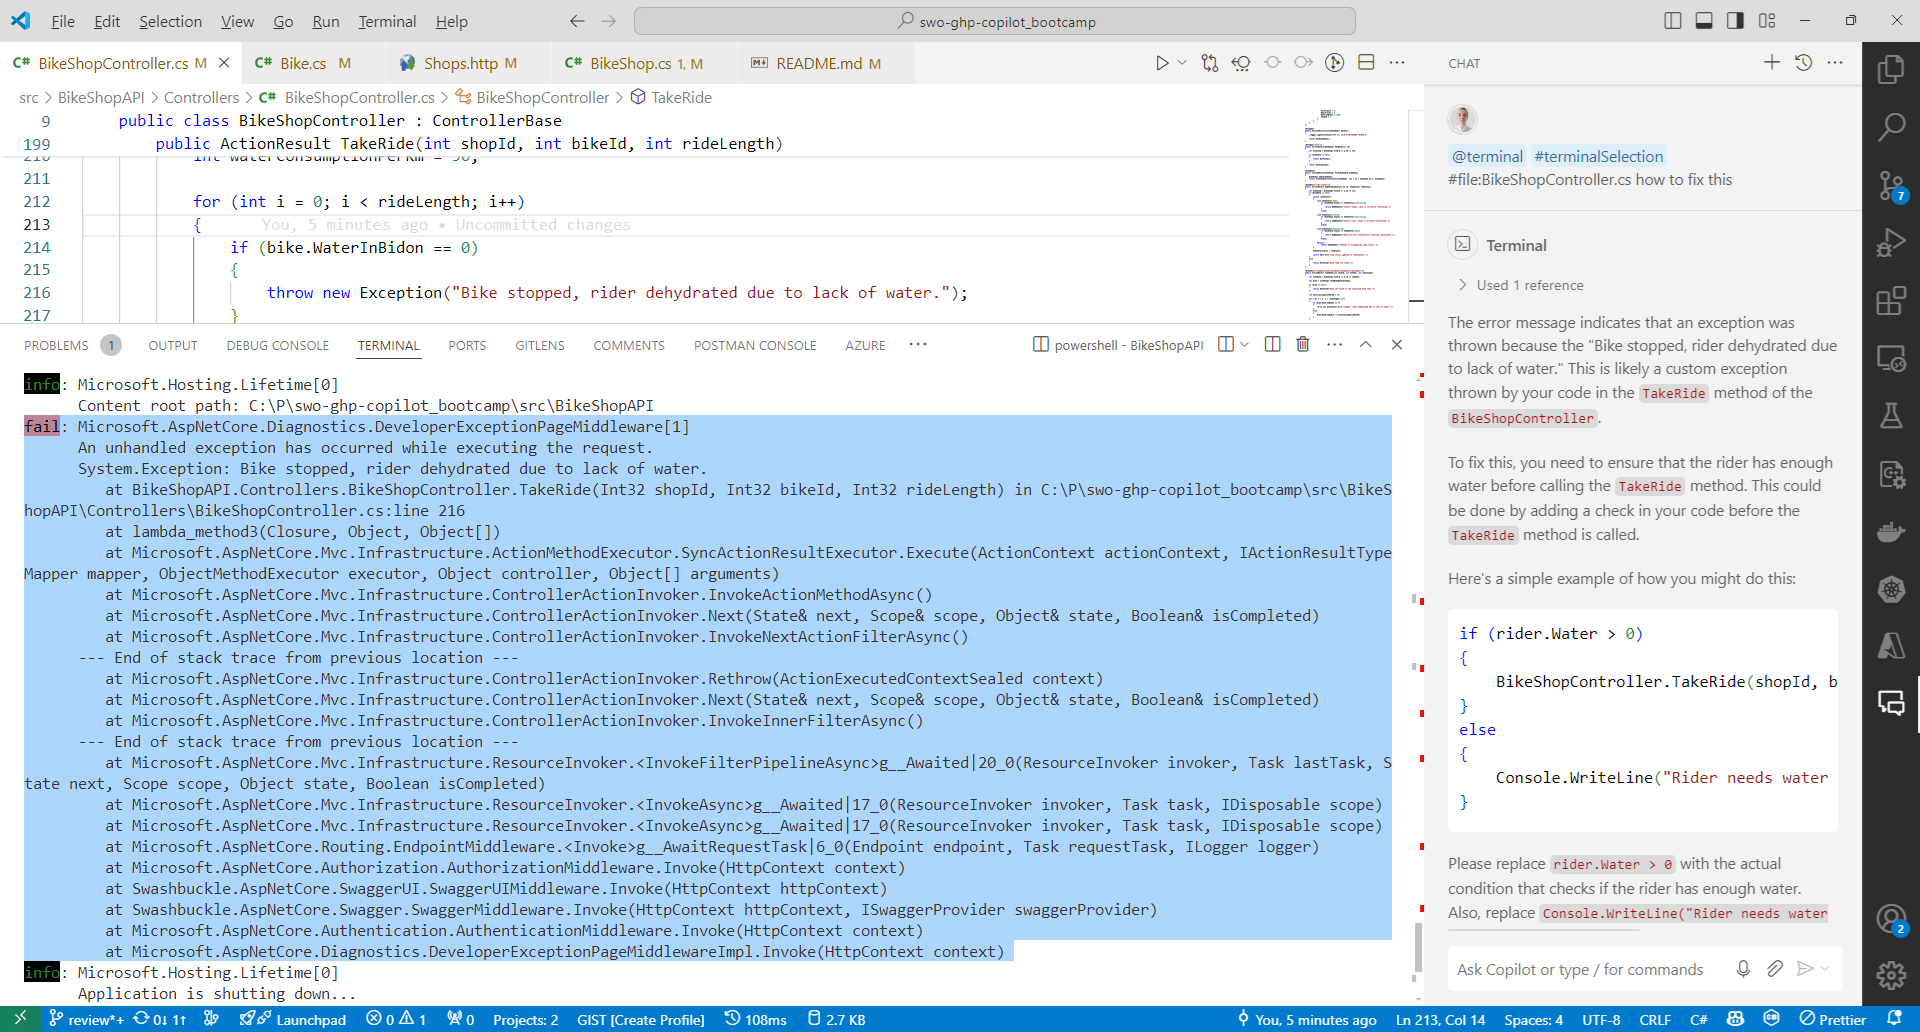 File Edit Selection View Go Run Terminal Help
swo-ghp-copilot_bootcamp
C# BikeShopController.cs M
C# Bike.cs M
Shops.http M
C# BikeShop.cs 1, M
README.md M
CHAT
src > BikeShopAPI > Controllers > C# BikeShopController.cs > BikeShopController > TakeRide
9 public class BikeShopController : ControllerBase
199 public ActionResult TakeRide(int shopId, int bikeId, int rideLength)
210 int waterConsumptionPerKm = 50;
211
212 for (int i = 0; i < rideLength; i++)
213 { You, 5 minutes ago • Uncommitted changes
214 if (bike.WaterInBidon == 0)
215 {
216 throw new Exception("Bike stopped, rider dehydrated due to lack of water.");
217 }
PROBLEMS 1 OUTPUT DEBUG CONSOLE TERMINAL PORTS GITLENS COMMENTS POSTMAN CONSOLE AZURE ···
powershell - BikeShopAPI
info: Microsoft.Hosting.Lifetime[0]
Content root path: C:\P\swo-ghp-copilot_bootcamp\src\BikeShopAPI
fail: Microsoft.AspNetCore.Diagnostics.DeveloperExceptionPageMiddleware[1]
An unhandled exception has occurred while executing the request.
System.Exception: Bike stopped, rider dehydrated due to lack of water.
at BikeShopAPI.Controllers.BikeShopController.TakeRide(Int32 shopId, Int32 bikeId, Int32 rideLength) in C:\P\swo-ghp-copilot_bootcamp\src\BikeS
hopAPI\Controllers\BikeShopController.cs:line 216
at lambda_method3(Closure, Object, Object[])
at Microsoft.AspNetCore.Mvc.Infrastructure.ActionMethodExecutor.SyncActionResultExecutor.Execute(ActionContext actionContext, IActionResultType
Mapper mapper, ObjectMethodExecutor executor, Object controller, Object[] arguments)
at Microsoft.AspNetCore.Mvc.Infrastructure.ControllerActionInvoker.InvokeActionMethodAsync()
at Microsoft.AspNetCore.Mvc.Infrastructure.ControllerActionInvoker.Next(State& next, Scope& scope, Object& state, Boolean& isCompleted)
at Microsoft.AspNetCore.Mvc.Infrastructure.ControllerActionInvoker.InvokeNextActionFilterAsync()
--- End of stack trace from previous location ---
at Microsoft.AspNetCore.Mvc.Infrastructure.ControllerActionInvoker.Rethrow(ActionExecutedContextSealed context)
at Microsoft.AspNetCore.Mvc.Infrastructure.ControllerActionInvoker.Next(State& next, Scope& scope, Object& state, Boolean& isCompleted)
at Microsoft.AspNetCore.Mvc.Infrastructure.ControllerActionInvoker.InvokeInnerFilterAsync()
--- End of stack trace from previous location ---
at Microsoft.AspNetCore.Mvc.Infrastructure.ResourceInvoker.<InvokeFilterPipelineAsync>g__Awaited|20_0(ResourceInvoker invoker, Task lastTask, S
tate next, Scope scope, Object state, Boolean isCompleted)
at Microsoft.AspNetCore.Mvc.Infrastructure.ResourceInvoker.<InvokeAsync>g__Awaited|17_0(ResourceInvoker invoker, Task task, IDisposable scope)
at Microsoft.AspNetCore.Mvc.Infrastructure.ResourceInvoker.<InvokeAsync>g__Awaited|17_0(ResourceInvoker invoker, Task task, IDisposable scope)
at Microsoft.AspNetCore.Routing.EndpointMiddleware.<Invoke>g__AwaitRequestTask|6_0(Endpoint endpoint, Task requestTask, ILogger logger)
at Microsoft.AspNetCore.Authorization.AuthorizationMiddleware.Invoke(HttpContext context)
at Swashbuckle.AspNetCore.SwaggerUI.SwaggerUIMiddleware.Invoke(HttpContext httpContext)
at Swashbuckle.AspNetCore.Swagger.SwaggerMiddleware.Invoke(HttpContext httpContext, ISwaggerProvider swaggerProvider)
at Microsoft.AspNetCore.Authentication.AuthenticationMiddleware.Invoke(HttpContext context)
at Microsoft.AspNetCore.Diagnostics.DeveloperExceptionPageMiddlewareImpl.Invoke(HttpContext context)
info: Microsoft.Hosting.Lifetime[0]
Application is shutting down...
@terminal #terminalSelection
#file:BikeShopController.cs how to fix this
Terminal
> Used 1 reference
The error message indicates that an exception was
thrown because the "Bike stopped, rider dehydrated due
to lack of water." This is likely a custom exception
thrown by your code in the TakeRide method of the
BikeShopController.
To fix this, you need to ensure that the rider has enough
water before calling the TakeRide method. This could
be done by adding a check in your code before the
TakeRide method is called.
Here's a simple example of how you might do this:
if (rider.Water > 0)
{
BikeShopController.TakeRide(shopId, b
}
else
{
Console.WriteLine("Rider needs water
}
Please replace rider.Water > 0 with the actual
condition that checks if the rider has enough water.
Also, replace Console.WriteLine("Rider needs water
Ask Copilot or type / for commands
7
2
review*+ 0↓ 1↑ Launchpad 0 1 0 Projects: 2 GIST [Create Profile] 108ms 2.7 KB
You, 5 minutes ago Ln 213, Col 14 Spaces: 4 UTF-8 CRLF C# Prettier